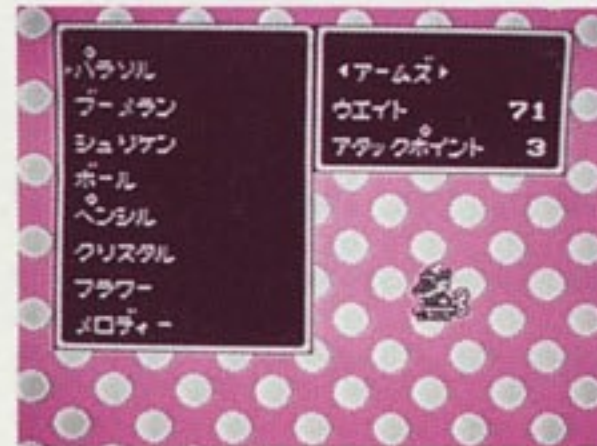 パラソル
ブーメラン
シュリケン
ボール
ペンシル
クリスタル
フラワー
メロディー
◂アームズ▸
ウエイト 71
アタックポイント 3